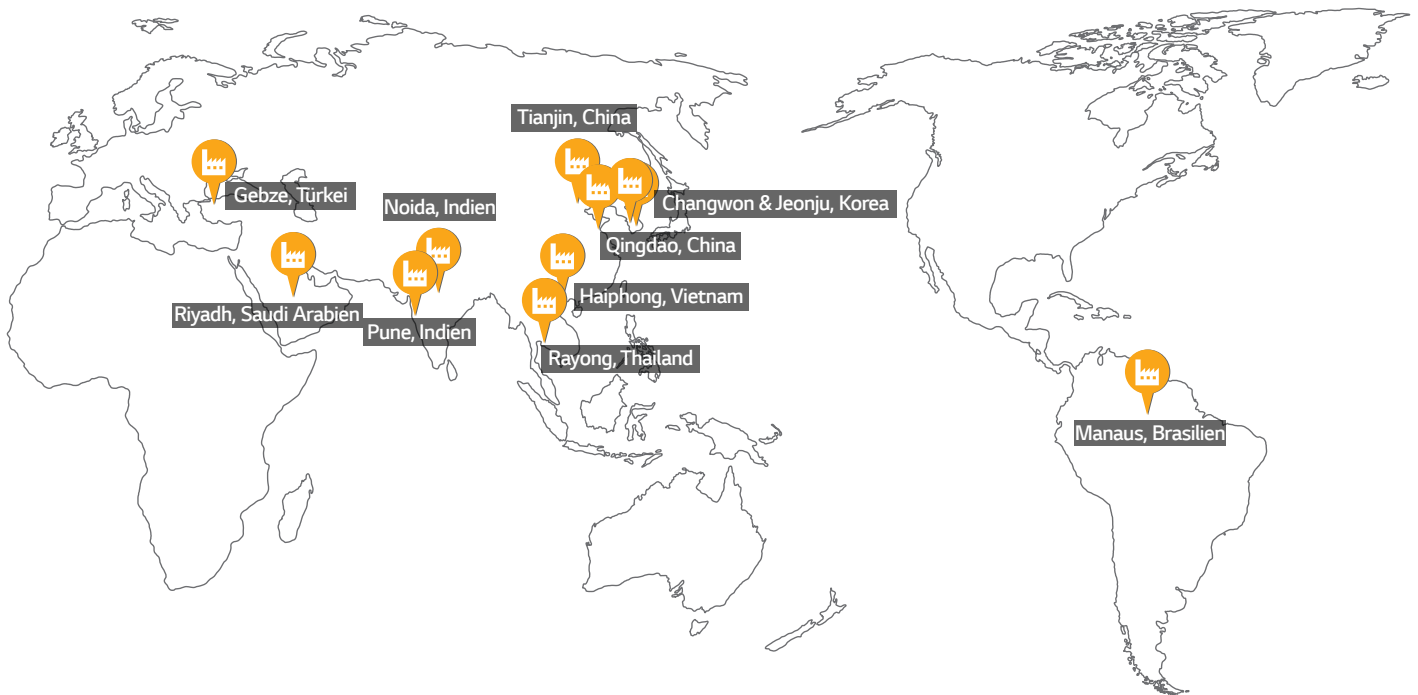 Tianjin, China
Gebze, Türkei
Changwon & Jeonju, Korea
Noida, Indien
Qingdao, China
Haiphong, Vietnam
Riyadh, Saudi Arabien
Pune, Indien
Rayong, Thailand
Manaus, Brasilien